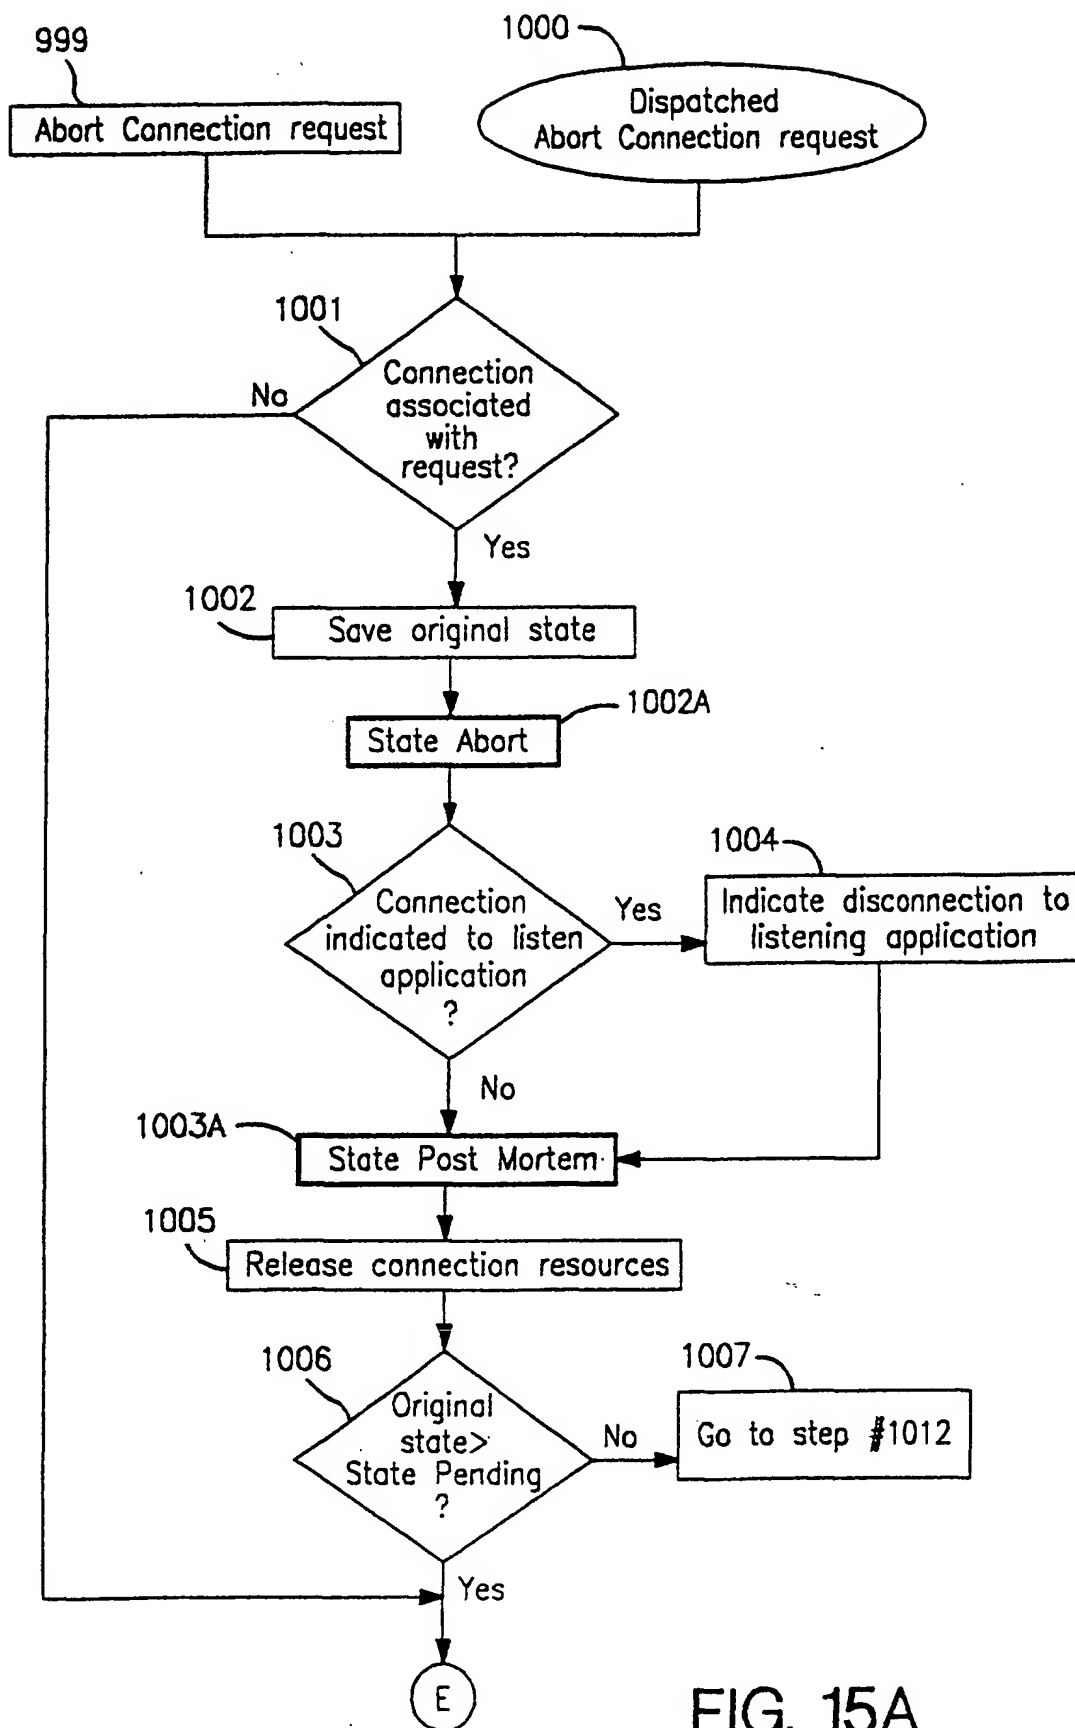 999
Abort Connection request
1000
Dispatched
Abort Connection request
1001
Connection
associated
with
request?
No
Yes
1002
Save original state
1002A
State Abort
1003
Connection
indicated to listen
application
?
Yes
1004
Indicate disconnection to
listening application
No
1003A
State Post Mortem
1005
Release connection resources
1006
Original
state>
State Pending
?
No
1007
Go to step #1012
Yes
E
FIG. 15A